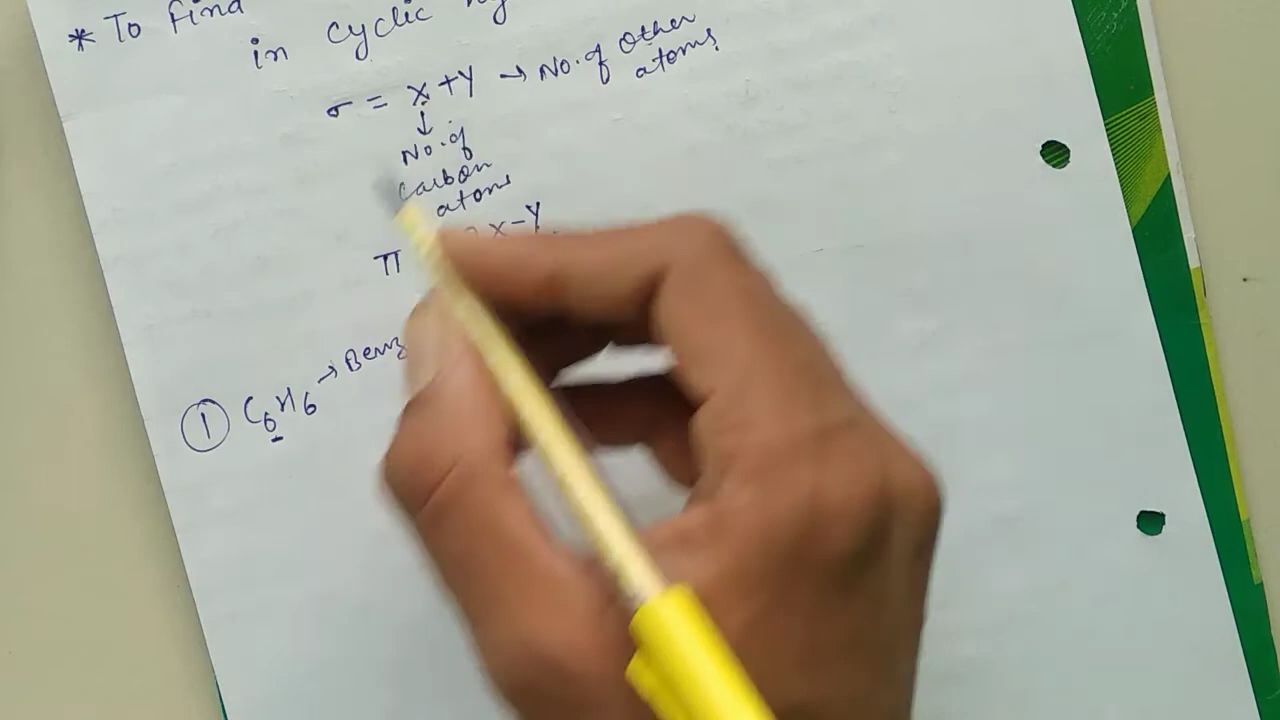 * To Find
in cyclic
σ = x+y → No. of Other
atoms
↓
No. of
carbon
atoms
π x-y
① C6H6 → Benz